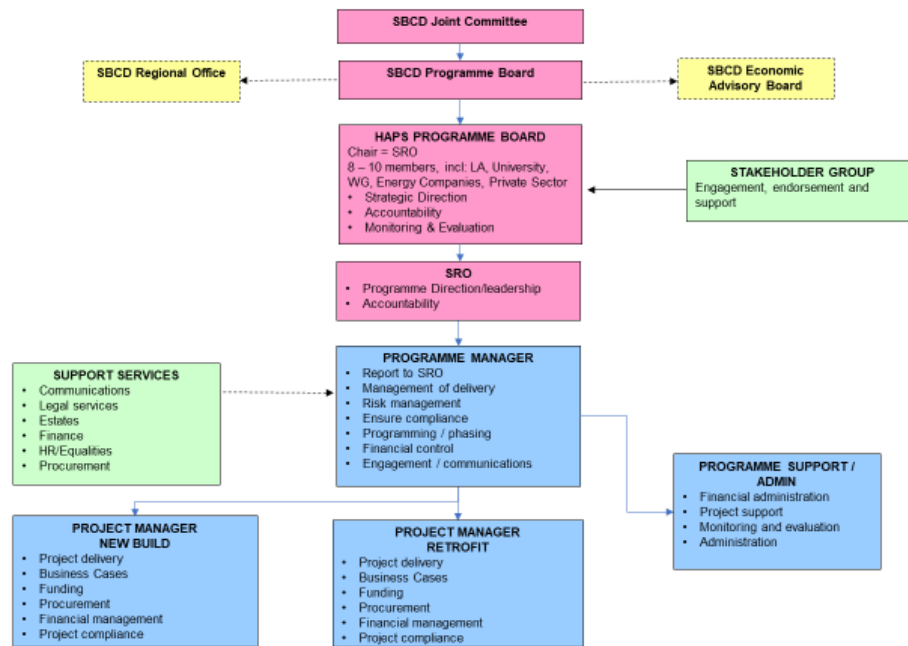 SBCD Joint Committee
SBCD Regional Office
SBCD Programme Board
SBCD Economic
Advisory Board
HAPS PROGRAMME BOARD
Chair = SRO
8 – 10 members, incl: LA, University,
WG, Energy Companies, Private Sector
• Strategic Direction
• Accountability
• Monitoring & Evaluation
STAKEHOLDER GROUP
Engagement, endorsement and
support
SRO
• Programme Direction/leadership
• Accountability
SUPPORT SERVICES
• Communications
• Legal services
• Estates
• Finance
• HR/Equalities
• Procurement
PROGRAMME MANAGER
• Report to SRO
• Management of delivery
• Risk management
• Ensure compliance
• Programming / phasing
• Financial control
• Engagement / communications
PROGRAMME SUPPORT /
ADMIN
• Financial administration
• Project support
• Monitoring and evaluation
• Administration
PROJECT MANAGER
NEW BUILD
• Project delivery
• Business Cases
• Funding
• Procurement
• Financial management
• Project compliance
PROJECT MANAGER
RETROFIT
• Project delivery
• Business Cases
• Funding
• Procurement
• Financial management
• Project compliance